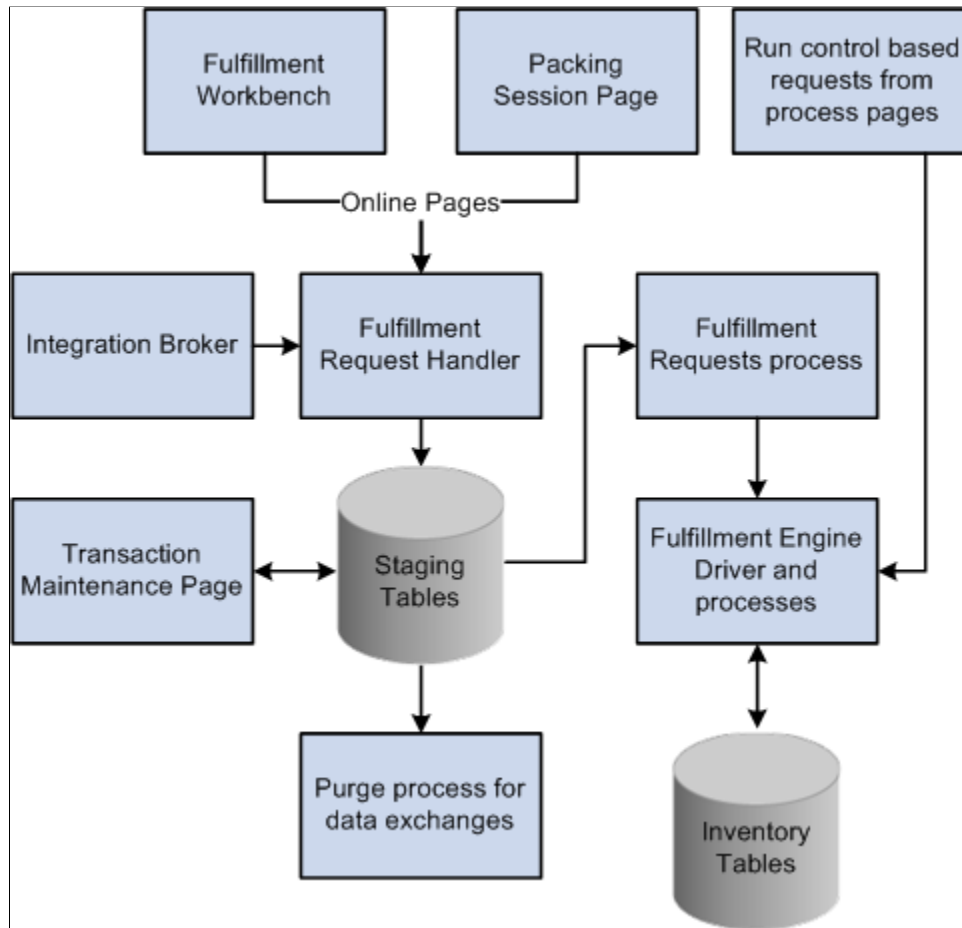 Fulfillment
Workbench
Packing
Session Page
Run control based
requests from
process pages
Online Pages
Integration Broker
Fulfillment
Request Handler
Fulfillment
Requests process
Transaction
Maintenance Page
Staging
Tables
Fulfillment Engine
Driver and
processes
Purge process for
data exchanges
Inventory
Tables